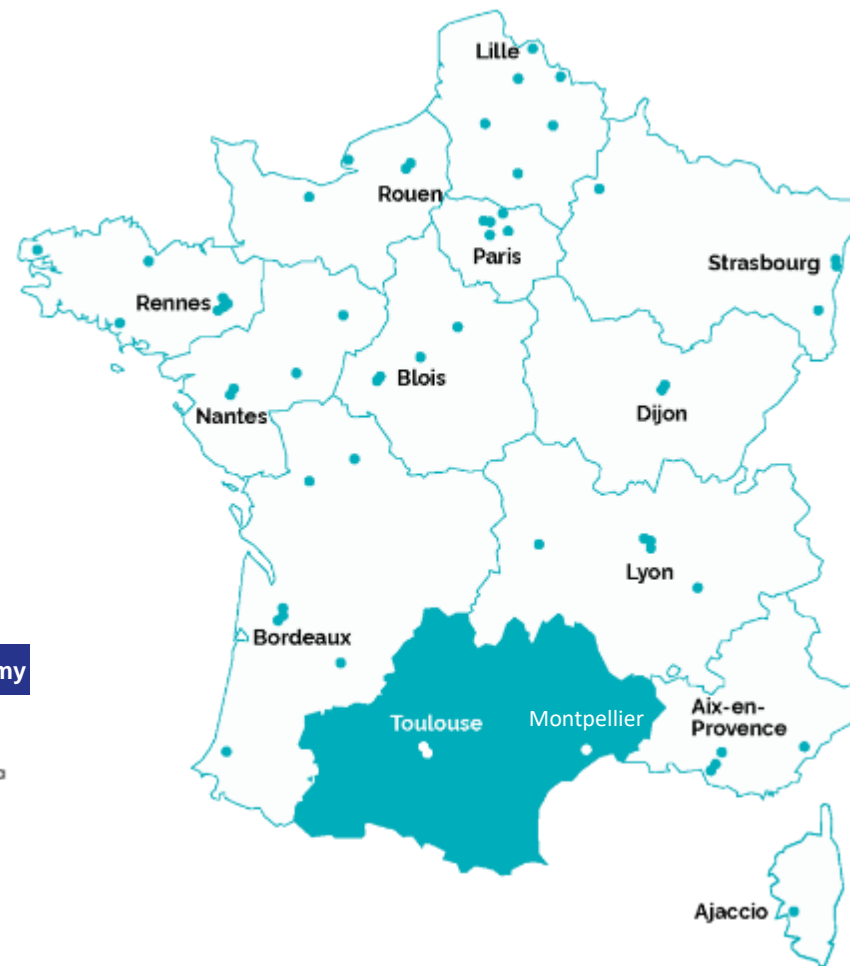 Lille
Rouen
Paris
Strasbourg
Rennes
Blois
Nantes
Dijon
Lyon
Bordeaux
my
Toulouse
Montpellier
Aix-en-
Provence
Ajaccio